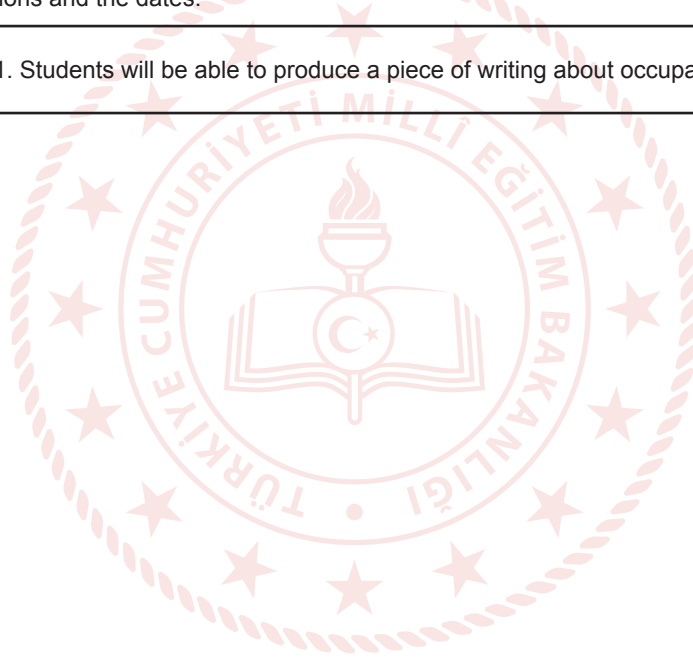 ions and the dates.
1. Students will be able to produce a piece of writing about occupa
TÜRKİYE CUMHURİYETİ MİLLÎ EĞİTİM BAKANLIĞI